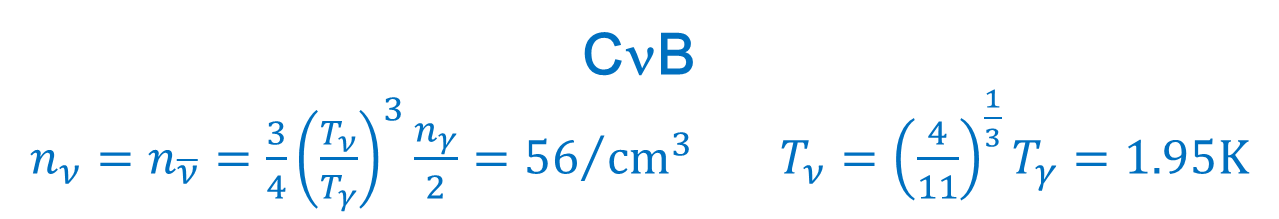 CνB
n_ν = n_ν̅ = 3/4 (T_ν/T_γ)^3 n_γ/2 = 56/cm^3 T_ν = (4/11)^(1/3) T_γ = 1.95K